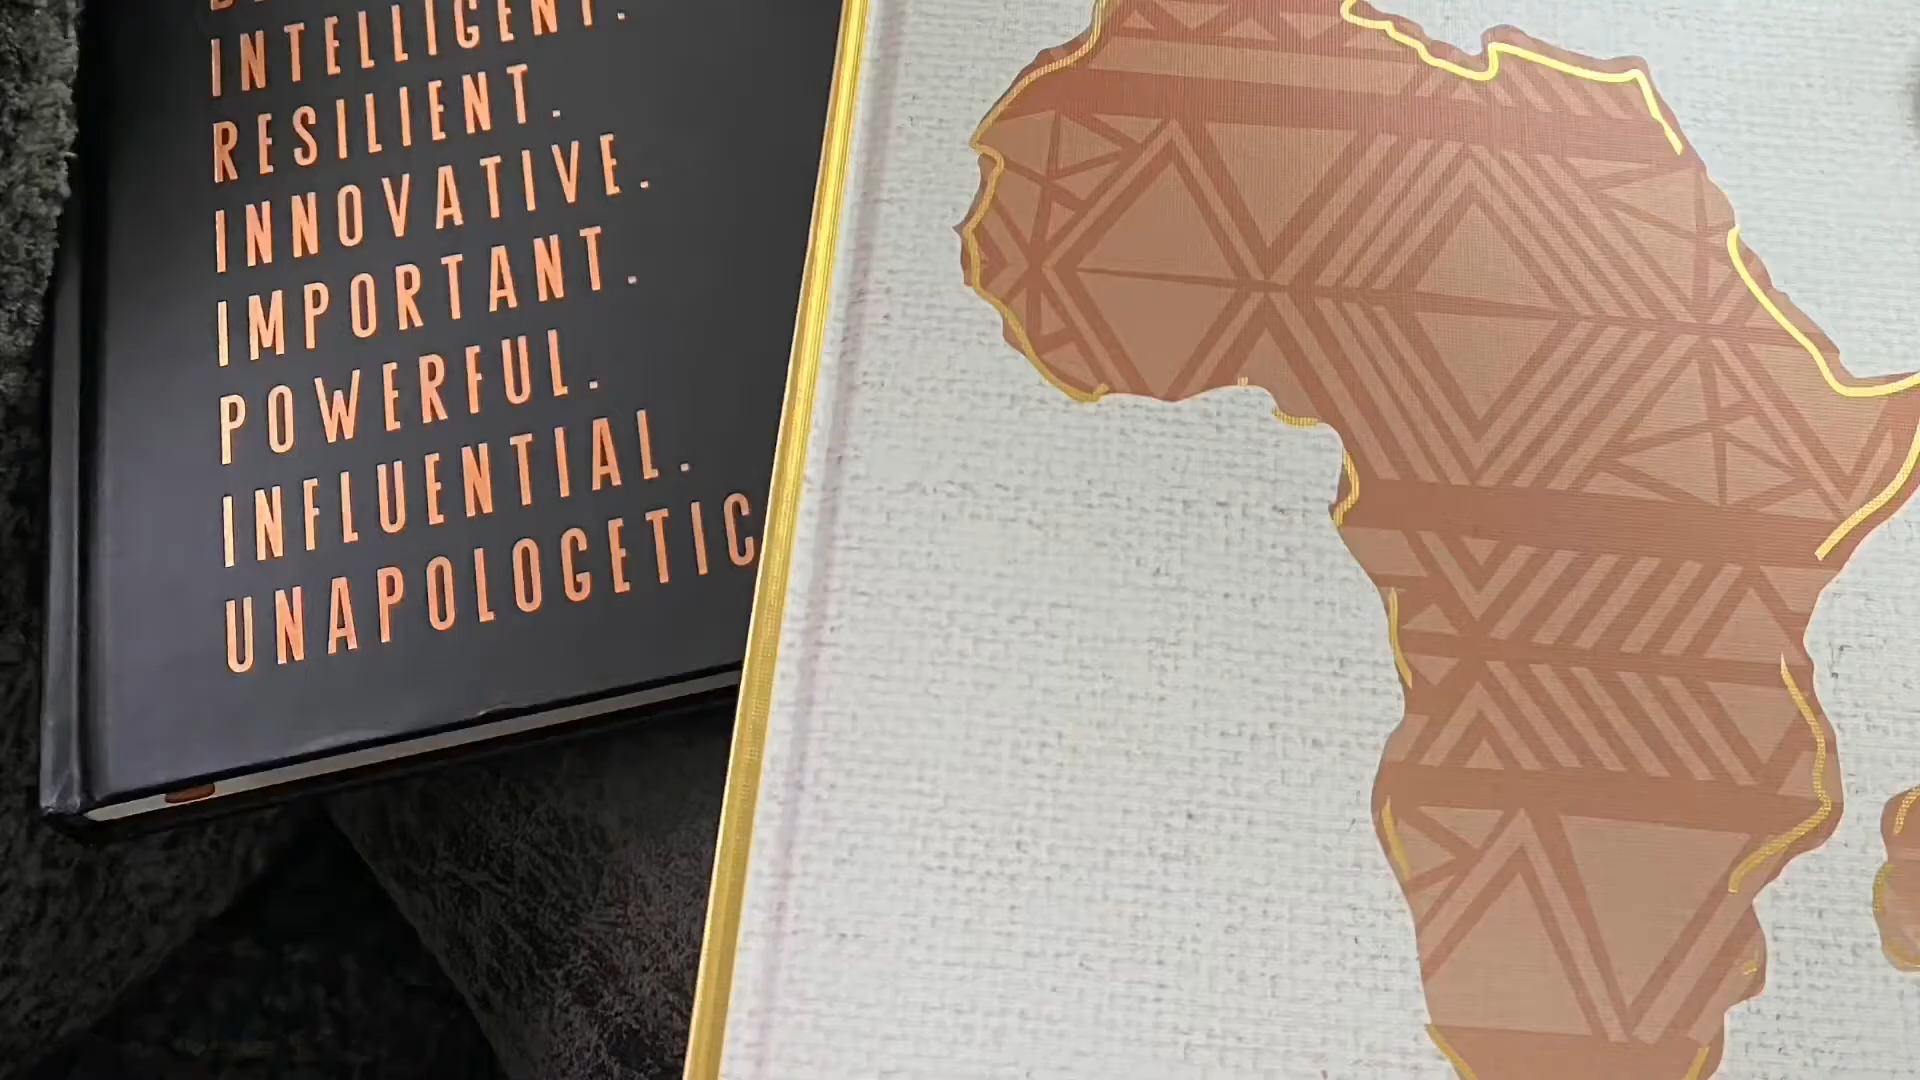 INTELLIGENT.
RESILIENT.
INNOVATIVE.
IMPORTANT.
POWERFUL.
INFLUENTIAL.
UNAPOLOGETIC